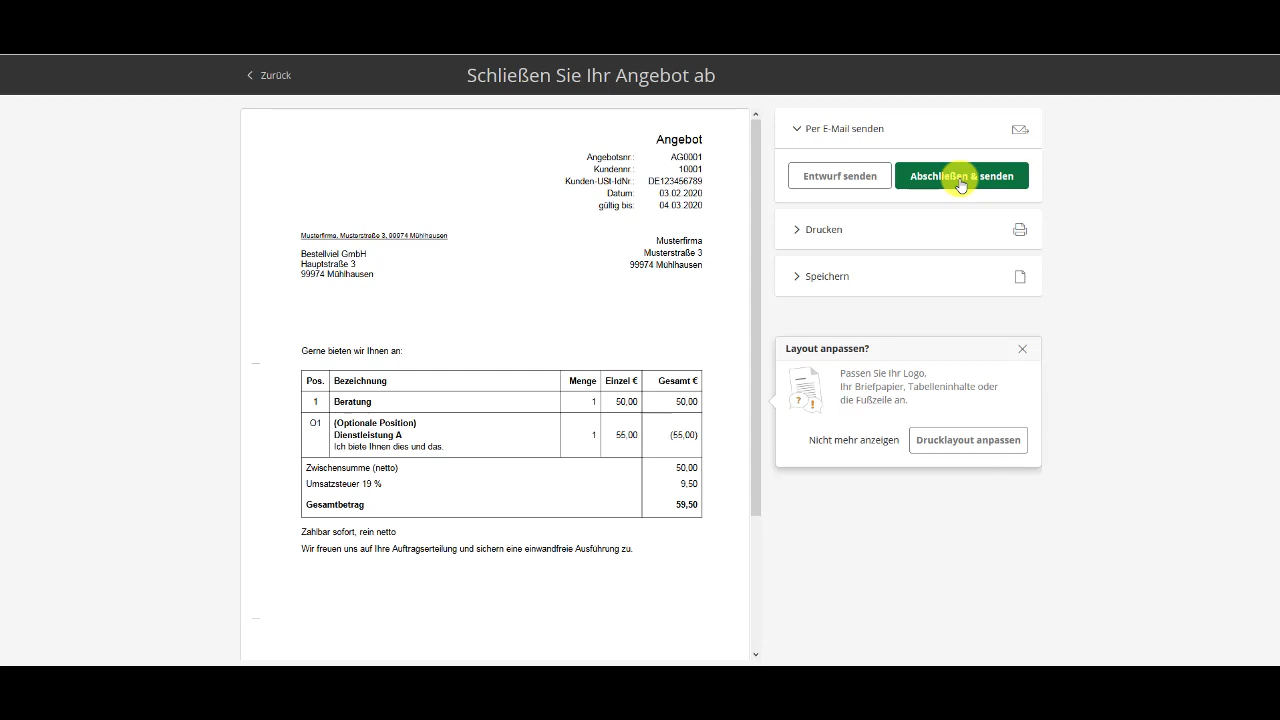 Zurück
Schließen Sie Ihr Angebot ab
Angebot
Angebotsnr.: AG0001
Kundennr.: 10001
Kunden-USt-IdNr.: DE123456789
Datum: 03.02.2020
gültig bis: 04.03.2020
Musterfirma, Musterstraße 3, 99974 Mühlhausen
Bestellviel GmbH
Hauptstraße 3
99974 Mühlhausen
Musterfirma
Musterstraße 3
99974 Mühlhausen
Gerne bieten wir Ihnen an:
Pos. Bezeichnung Menge Einzel € Gesamt €
1 Beratung 1 50,00 50,00
O1 (Optionale Position)
Dienstleistung A 1 55,00 (55,00)
Ich biete Ihnen dies und das.
Zwischensumme (netto) 50,00
Umsatzsteuer 19 % 9,50
Gesamtbetrag 59,50
Zahlbar sofort, rein netto
Wir freuen uns auf Ihre Auftragserteilung und sichern eine einwandfreie Ausführung zu.
Per E-Mail senden
Entwurf senden
Abschließen & senden
Drucken
Speichern
Layout anpassen?
Passen Sie Ihr Logo,
Ihr Briefpapier, Tabelleninhalte oder
die Fußzeile an.
Nicht mehr anzeigen
Drucklayout anpassen